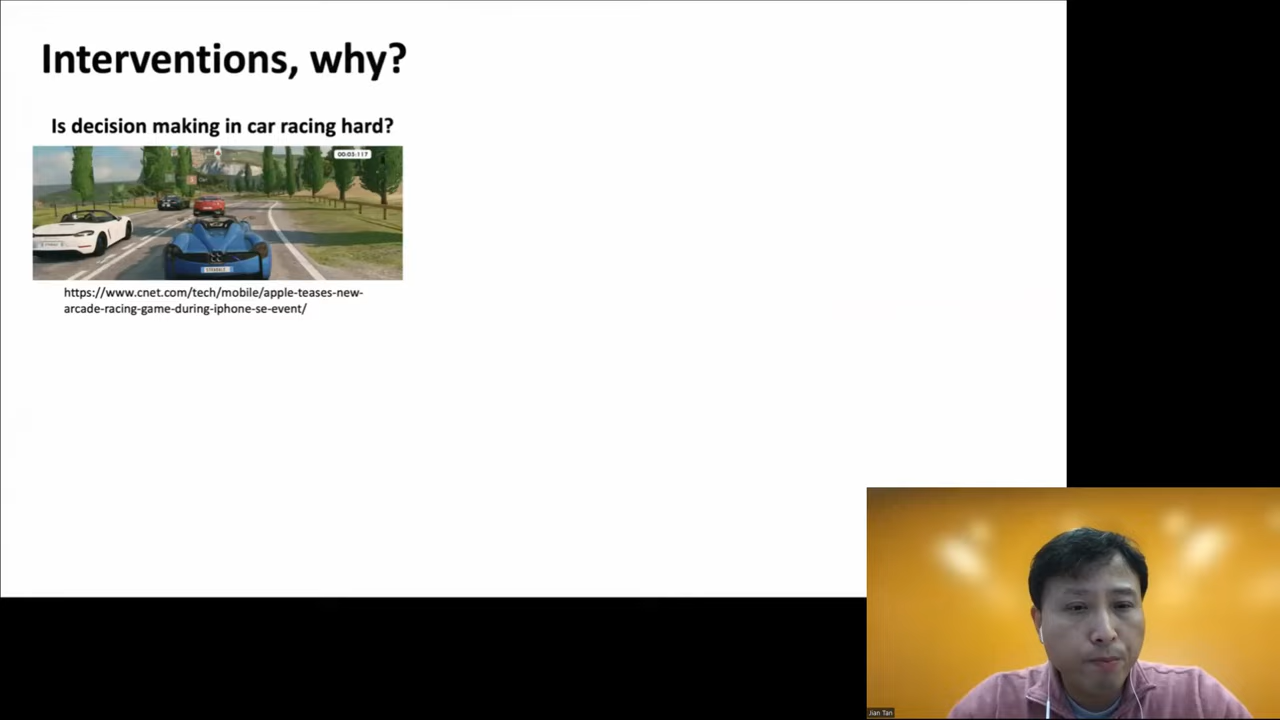 Interventions, why?
Is decision making in car racing hard?
00:03:117
https://www.cnet.com/tech/mobile/apple-teases-new-
arcade-racing-game-during-iphone-se-event/
Jian Tan